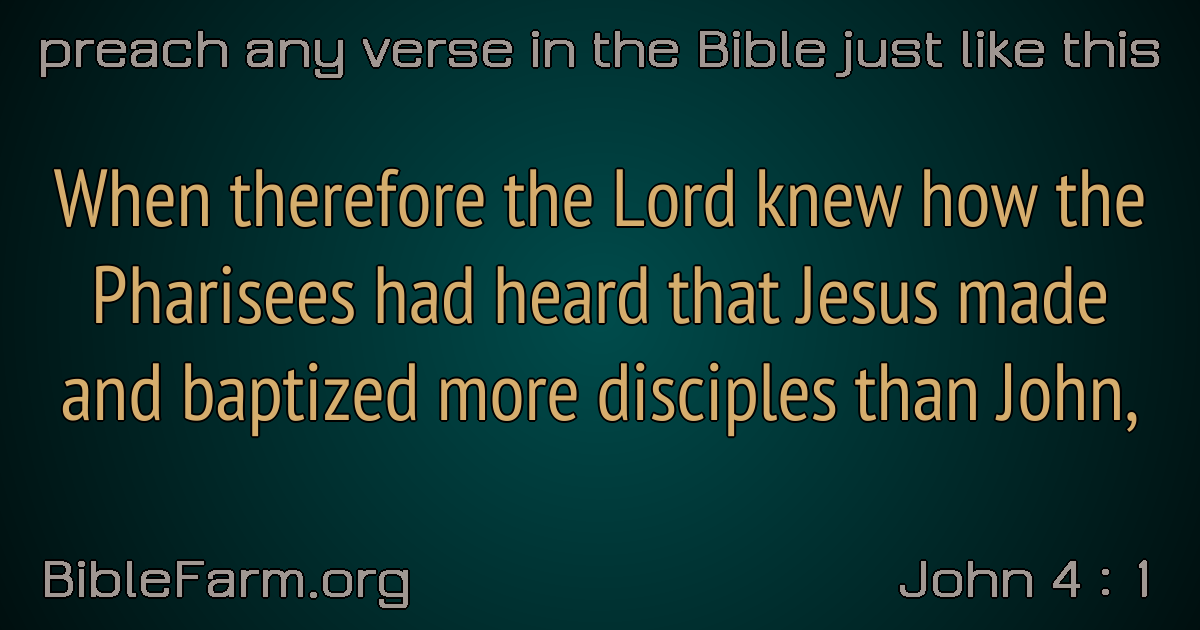 preach any verse in the Bible just like this
When therefore the Lord knew how the
Pharisees had heard that Jesus made
and baptized more disciples than John,
BibleFarm.org
John 4 : 1